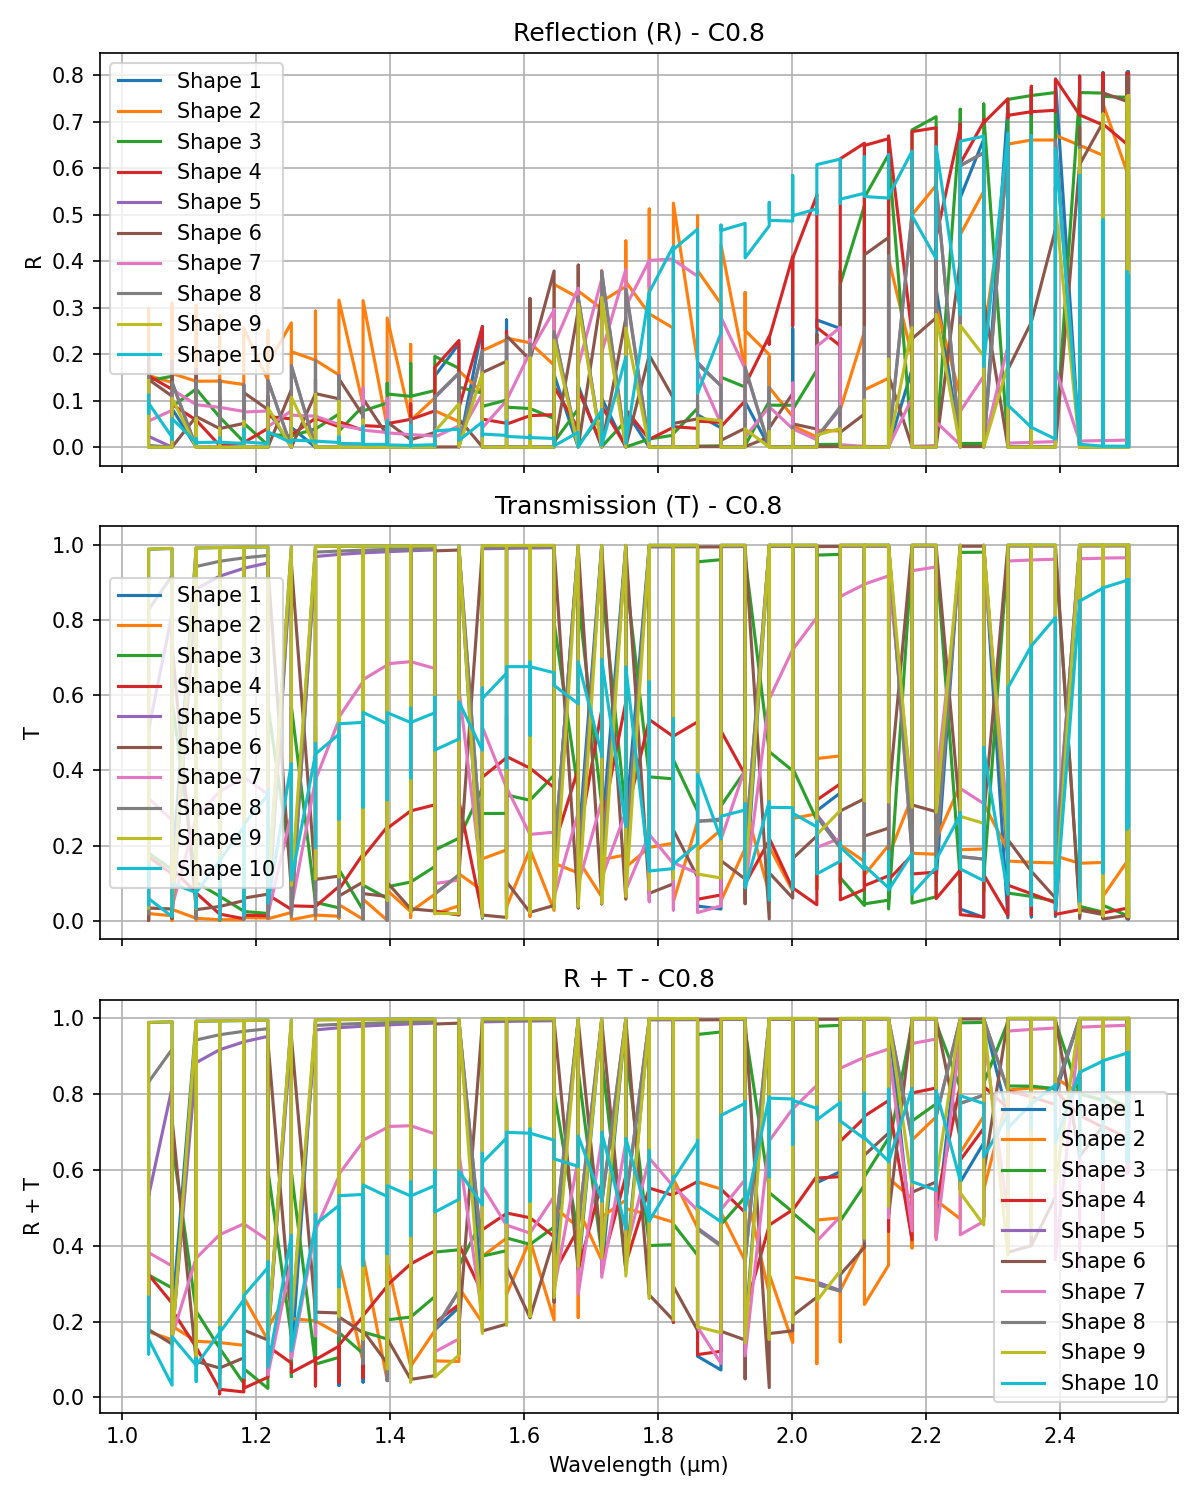 Reflection (R) - C0.8
0.8
0.7
0.6
0.5
0.4
0.3
0.2
0.1
0.0
R
Shape 1
Shape 2
Shape 3
Shape 4
Shape 5
Shape 6
Shape 7
Shape 8
Shape 9
Shape 10
Transmission (T) - C0.8
1.0
0.8
0.6
0.4
0.2
0.0
T
Shape 1
Shape 2
Shape 3
Shape 4
Shape 5
Shape 6
Shape 7
Shape 8
Shape 9
Shape 10
R + T - C0.8
1.0
0.8
0.6
0.4
0.2
0.0
R + T
Shape 1
Shape 2
Shape 3
Shape 4
Shape 5
Shape 6
Shape 7
Shape 8
Shape 9
Shape 10
1.0 1.2 1.4 1.6 1.8 2.0 2.2 2.4
Wavelength (μm)